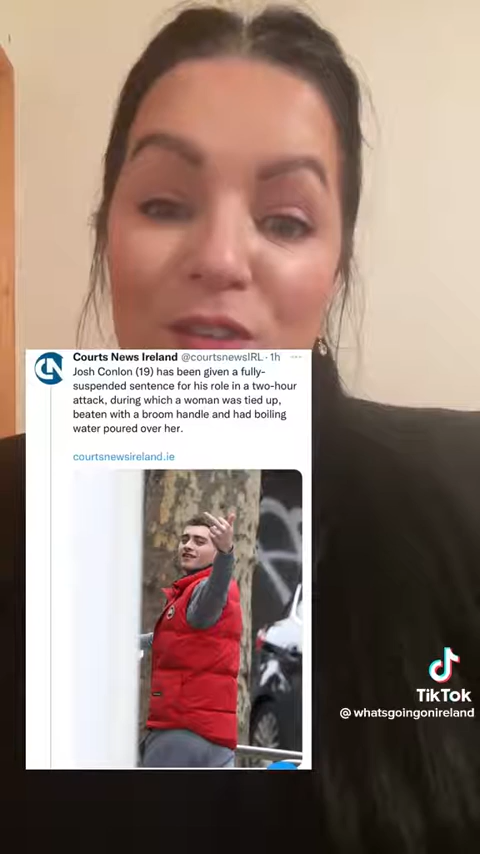 CN
Courts News Ireland @courtsnewsIRL · 1h ...
Josh Conlon (19) has been given a fully-
suspended sentence for his role in a two-hour
attack, during which a woman was tied up,
beaten with a broom handle and had boiling
water poured over her.
courtsnewsireland.ie
TikTok
@ whatsgoingonireland